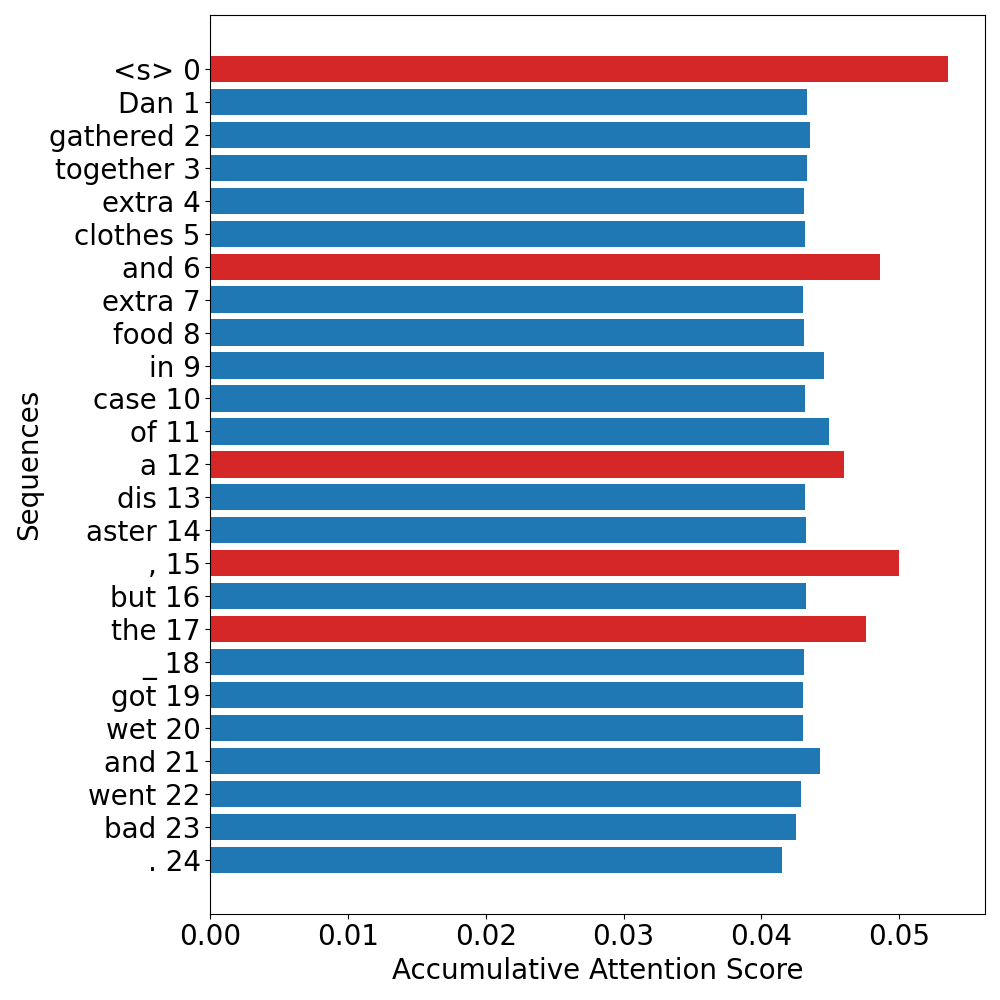 <s> 0
Dan 1
gathered 2
together 3
extra 4
clothes 5
and 6
extra 7
food 8
in 9
case 10
of 11
a 12
dis 13
aster 14
, 15
but 16
the 17
_ 18
got 19
wet 20
and 21
went 22
bad 23
. 24
Sequences
0.00 0.01 0.02 0.03 0.04 0.05
Accumulative Attention Score